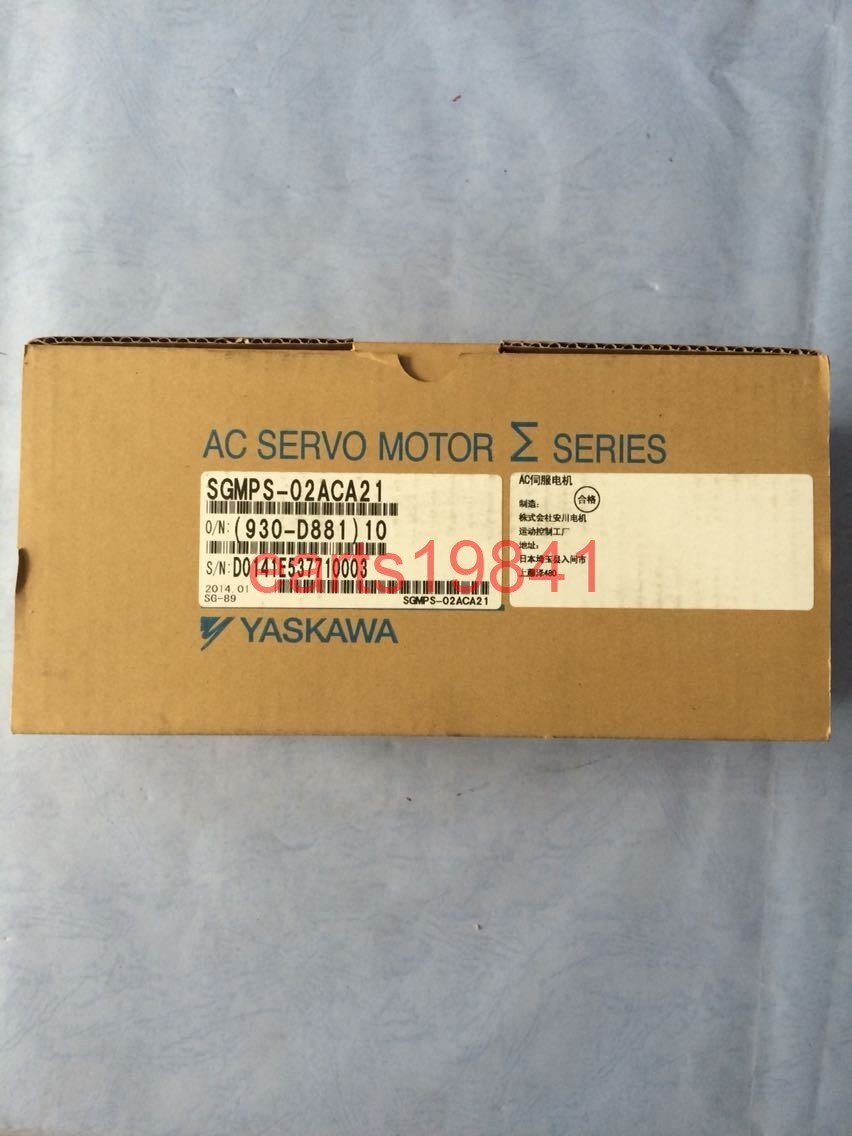 AC SERVO MOTOR Σ SERIES
SGMPS-02ACA21
O/N: (930-D881)10
S/N: D0141E537710003
2014.01
SG-89
SGMPS-02ACA21
YASKAWA
AC伺服电机
合格
制造:
株式会社安川电机
运动控制工厂
地址:
日本埼玉县入间市
上藤泽480
earts19841